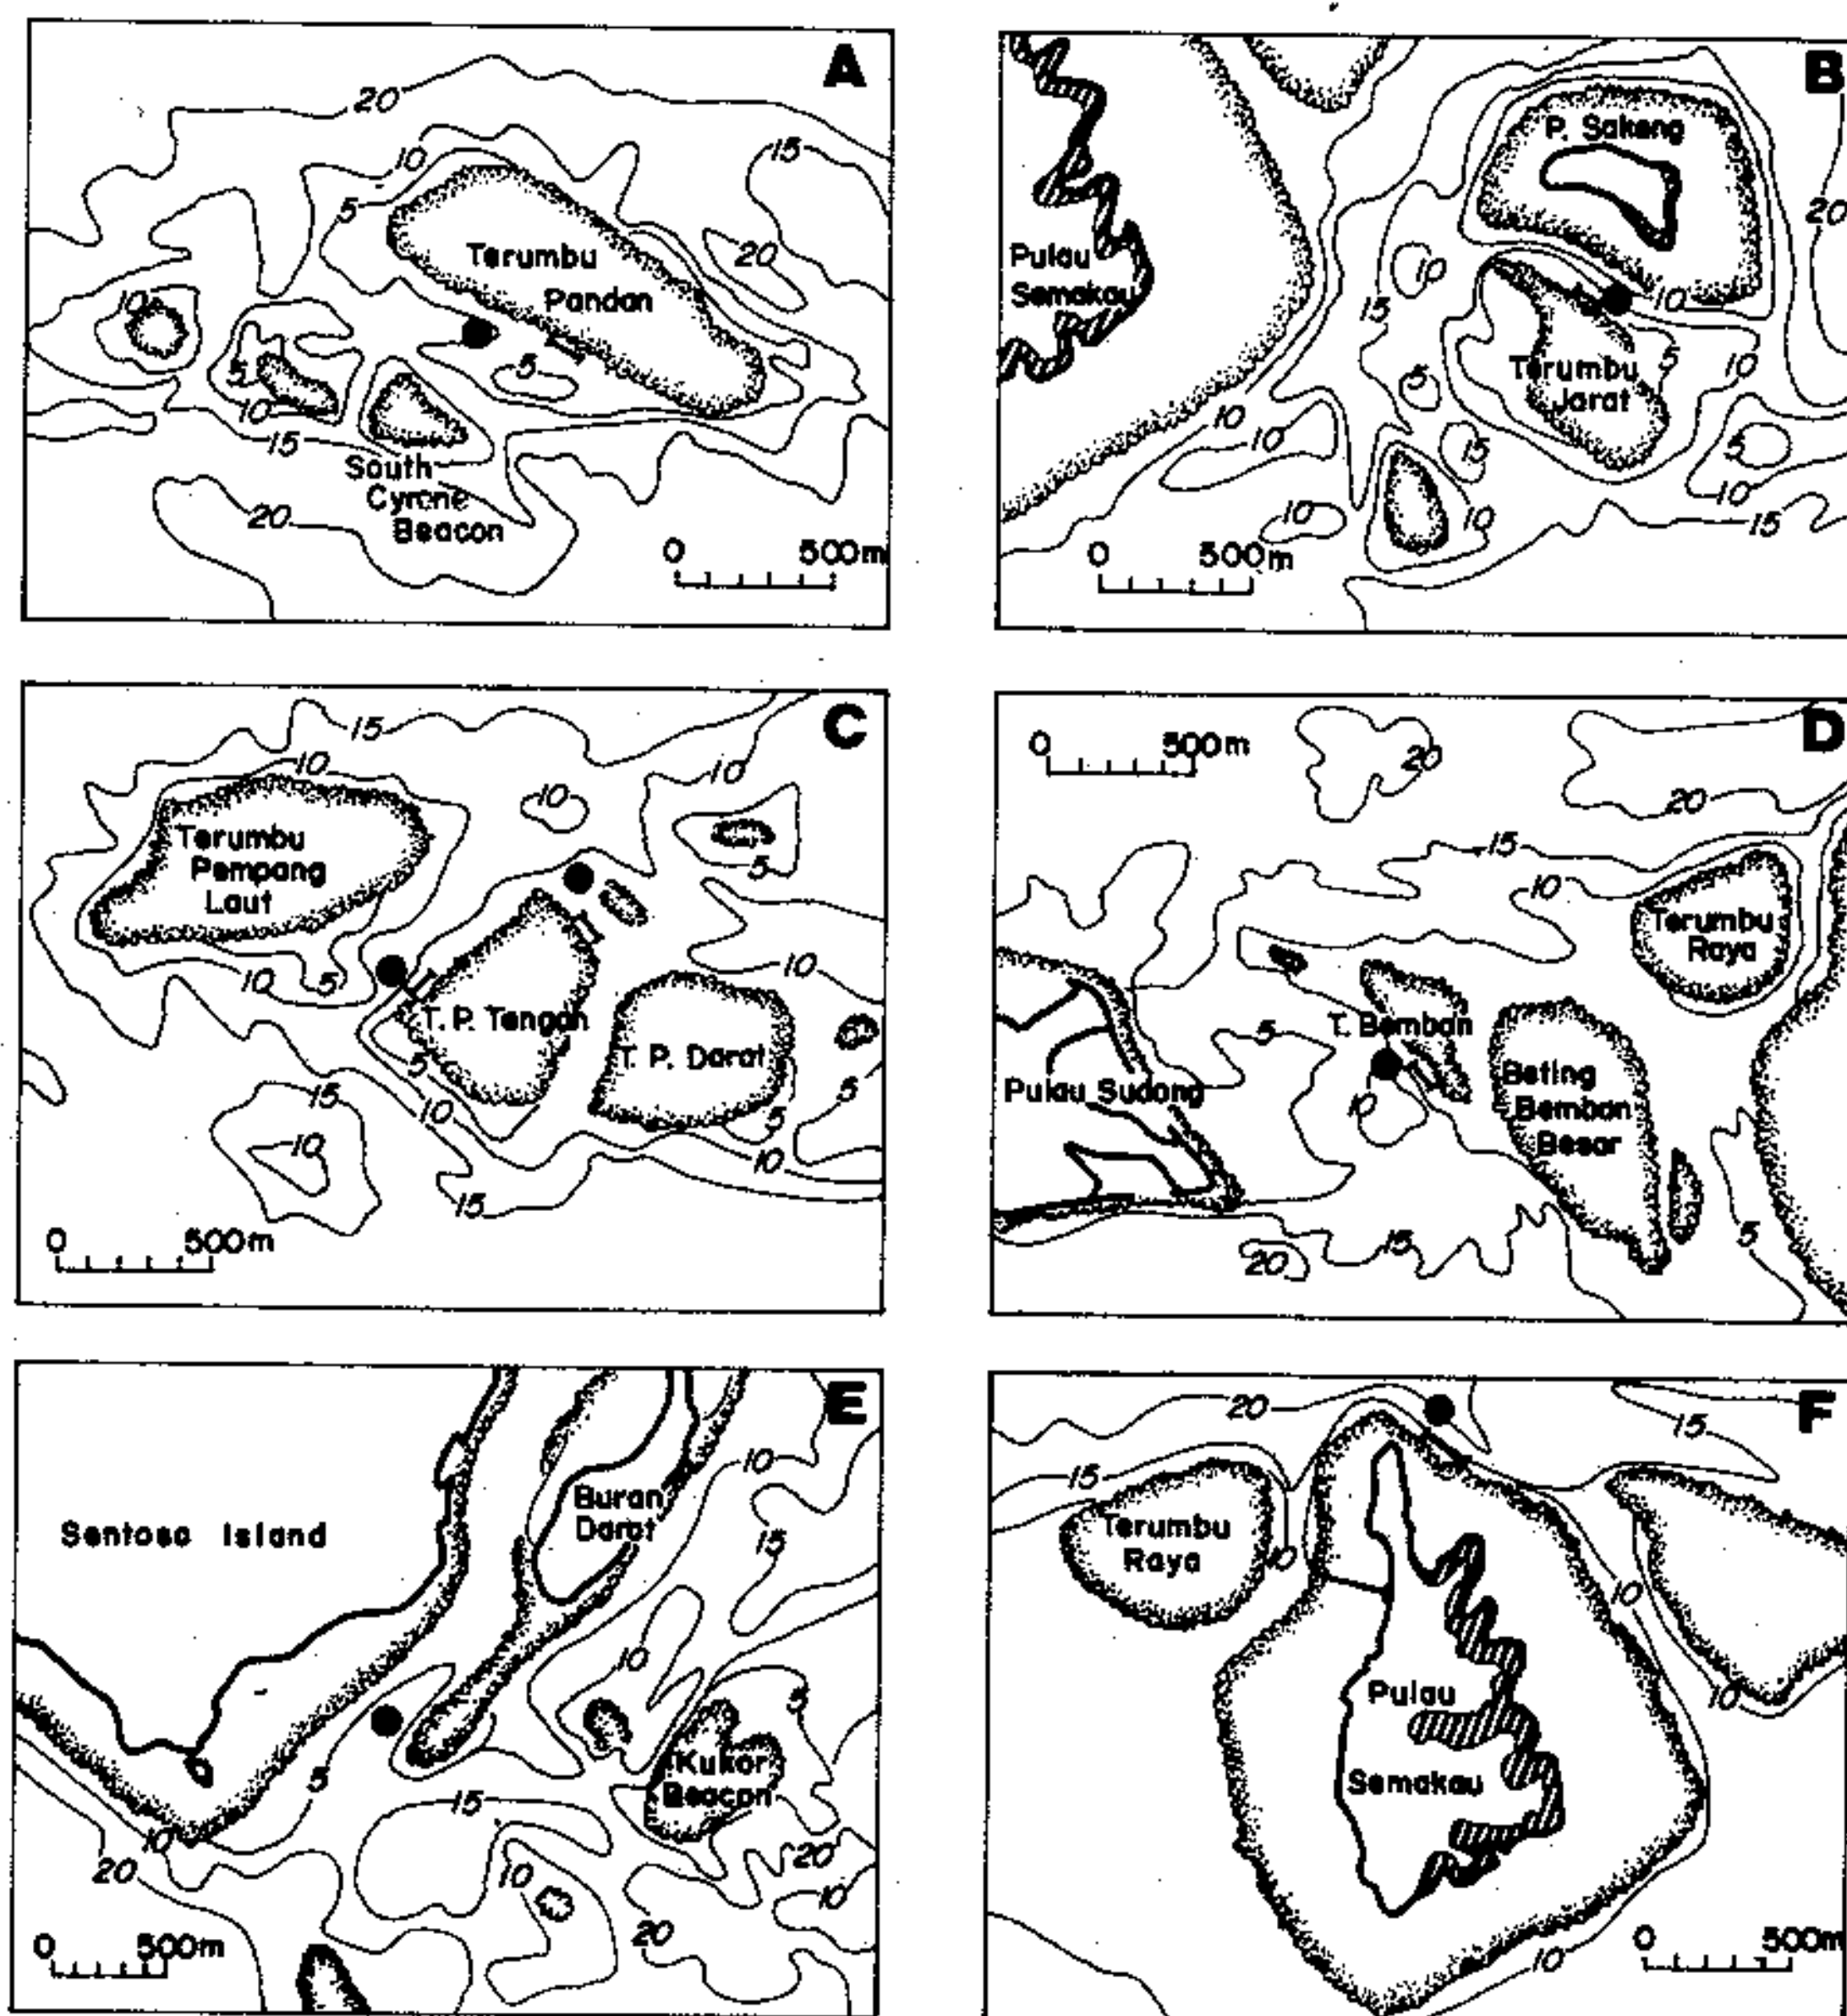 A
20
10
15
5
Terumbu
Pandan
20
10
5
5
10
15
South
Cyrene
Beacon
20
0 500m
B
P. Sakeng
20
Pulau
Semakau
10
10
15
5
10
Terumbu
Jarat
5
10
10
15
5
10
10
10
15
0 500m
C
15
10
10
10
Terumbu
Pempang
Laut
5
10
10
5
T. P. Tengah
T. P. Darat
5
5
15
10
5
10
10
15
0 500m
D
0 500m
20
20
15
10
Terumbu
Raya
T. Bemban
5
Pulau Sudong
Beting
Bemban
Besar
10
15
5
20
E
10
Buran
Darat
Sentosa Island
15
10
5
5
Kukor
Beacon
15
10
20
20
10
10
20
0 500m
F
20
15
15
Terumbu
Raya
10
10
Pulau
10
Semakau
10
0 500m